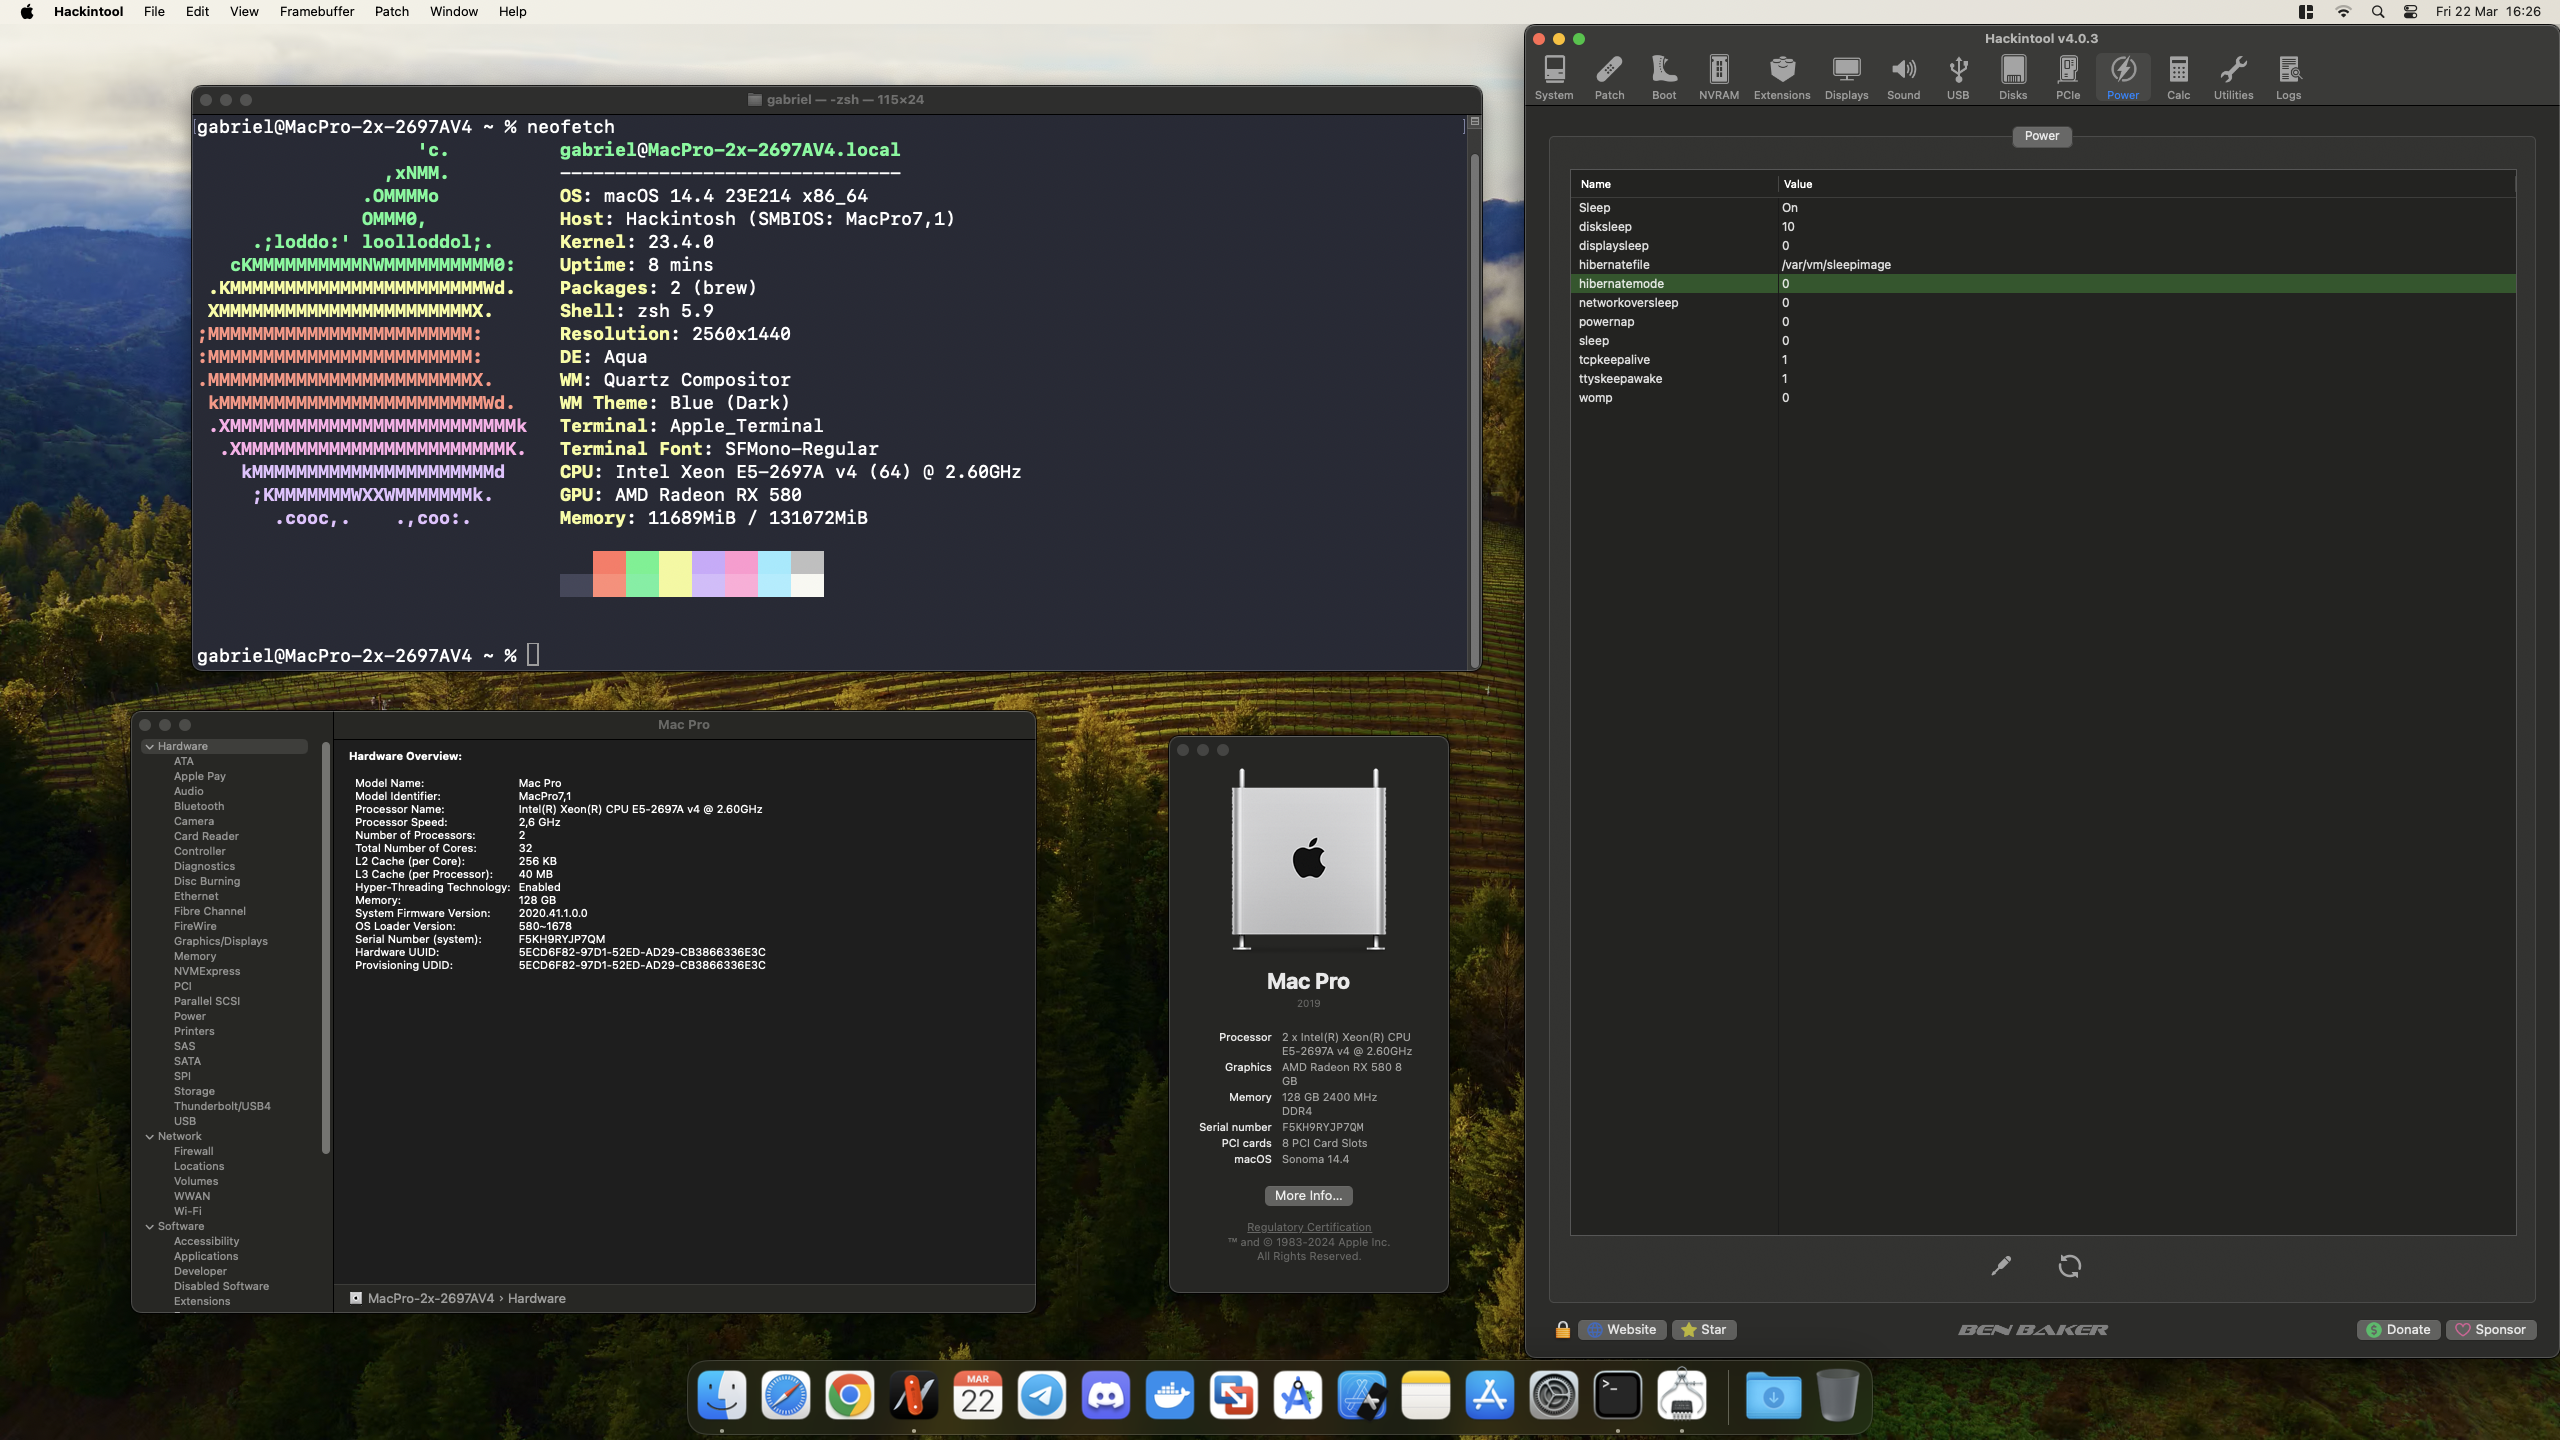 Hackintool File Edit View Framebuffer Patch Window Help
Fri 22 Mar 16:26
gabriel — -zsh — 115×24
[gabriel@MacPro-2x-2697AV4 ~ % neofetch ]
'c. gabriel@MacPro-2x-2697AV4.local
,xNMM. -------------------------------
.OMMMMo OS: macOS 14.4 23E214 x86_64
OMMM0, Host: Hackintosh (SMBIOS: MacPro7,1)
.;loddo:' loolloddol;. Kernel: 23.4.0
cKMMMMMMMMMMNWMMMMMMMMMM0: Uptime: 8 mins
.KMMMMMMMMMMMMMMMMMMMMMMMWd. Packages: 2 (brew)
XMMMMMMMMMMMMMMMMMMMMMMMX. Shell: zsh 5.9
;MMMMMMMMMMMMMMMMMMMMMMMM: Resolution: 2560x1440
:MMMMMMMMMMMMMMMMMMMMMMMM: DE: Aqua
.MMMMMMMMMMMMMMMMMMMMMMMMX. WM: Quartz Compositor
kMMMMMMMMMMMMMMMMMMMMMMMMWd. WM Theme: Blue (Dark)
.XMMMMMMMMMMMMMMMMMMMMMMMMMMk Terminal: Apple_Terminal
.XMMMMMMMMMMMMMMMMMMMMMMMMK. Terminal Font: SFMono-Regular
kMMMMMMMMMMMMMMMMMMMMMMd CPU: Intel Xeon E5-2697A v4 (64) @ 2.60GHz
;KMMMMMMMWXXWMMMMMMMk. GPU: AMD Radeon RX 580
.cooc,. .,coo:. Memory: 11689MiB / 131072MiB
gabriel@MacPro-2x-2697AV4 ~ %
Mac Pro
Hardware
ATA
Apple Pay
Audio
Bluetooth
Camera
Card Reader
Controller
Diagnostics
Disc Burning
Ethernet
Fibre Channel
FireWire
Graphics/Displays
Memory
NVMExpress
PCI
Parallel SCSI
Power
Printers
SAS
SATA
SPI
Storage
Thunderbolt/USB4
USB
Network
Firewall
Locations
Volumes
WWAN
Wi-Fi
Software
Accessibility
Applications
Developer
Disabled Software
Extensions
Hardware Overview:
Model Name: Mac Pro
Model Identifier: MacPro7,1
Processor Name: Intel(R) Xeon(R) CPU E5-2697A v4 @ 2.60GHz
Processor Speed: 2,6 GHz
Number of Processors: 2
Total Number of Cores: 32
L2 Cache (per Core): 256 KB
L3 Cache (per Processor): 40 MB
Hyper-Threading Technology: Enabled
Memory: 128 GB
System Firmware Version: 2020.41.1.0.0
OS Loader Version: 580~1678
Serial Number (system): F5KH9RYJP7QM
Hardware UUID: 5ECD6F82-97D1-52ED-AD29-CB3866336E3C
Provisioning UDID: 5ECD6F82-97D1-52ED-AD29-CB3866336E3C
MacPro-2x-2697AV4 › Hardware
Mac Pro
2019
Processor 2 x Intel(R) Xeon(R) CPU
E5-2697A v4 @ 2.60GHz
Graphics AMD Radeon RX 580 8
GB
Memory 128 GB 2400 MHz
DDR4
Serial number F5KH9RYJP7QM
PCI cards 8 PCI Card Slots
macOS Sonoma 14.4
More Info...
Regulatory Certification
™ and © 1983-2024 Apple Inc.
All Rights Reserved.
Hackintool v4.0.3
System Patch Boot NVRAM Extensions Displays Sound USB Disks PCIe Power Calc Utilities Logs
Power
Name Value
Sleep On
disksleep 10
displaysleep 0
hibernatefile /var/vm/sleepimage
hibernatemode 0
networkoversleep 0
powernap 0
sleep 0
tcpkeepalive 1
ttyskeepawake 1
womp 0
Website Star BEN BAKER Donate Sponsor
MAR
22